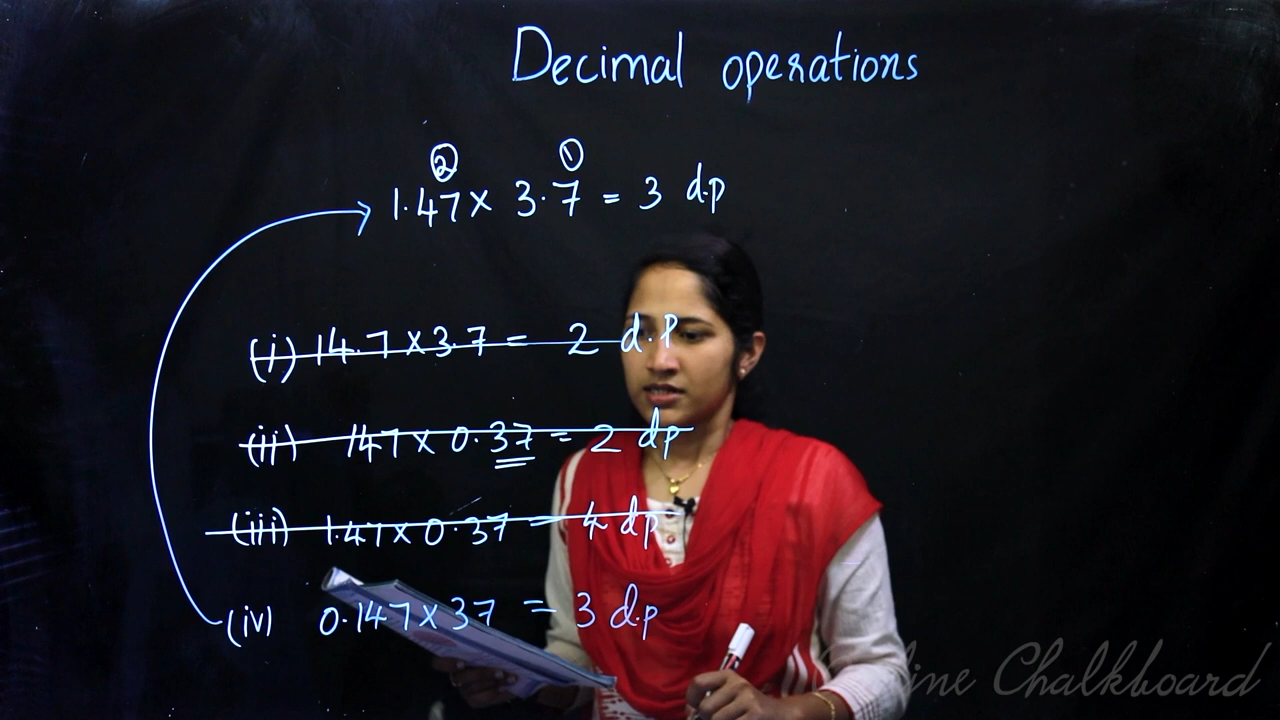 Decimal operations
② ①
1.47 × 3.7 = 3 d.p
(i) 14.7 × 3.7 = 2 d.p
(ii) 147 × 0.37 = 2 dp
(iii) 1.47 × 0.37 = 4 dp
(iv) 0.147 × 37 = 3 d.p
Chalkboard